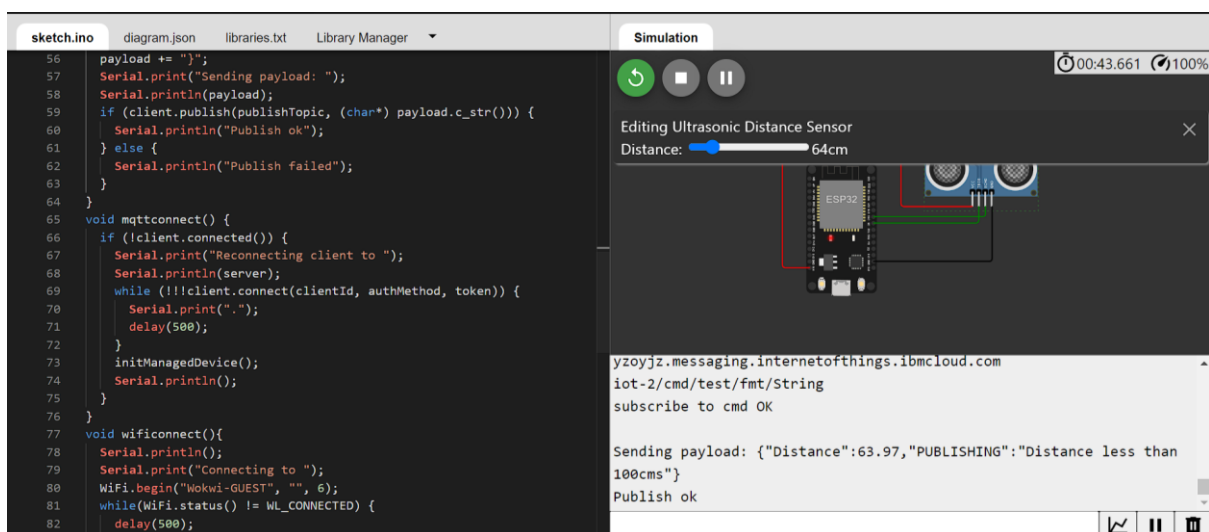 sketch.ino diagram.json libraries.txt Library Manager
56 payload += "}";
57 Serial.print("Sending payload: ");
58 Serial.println(payload);
59 if (client.publish(publishTopic, (char*) payload.c_str())) {
60 Serial.println("Publish ok");
61 } else {
62 Serial.println("Publish failed");
63 }
64 }
65 void mqttconnect() {
66 if (!client.connected()) {
67 Serial.print("Reconnecting client to ");
68 Serial.println(server);
69 while (!!!client.connect(clientId, authMethod, token)) {
70 Serial.print(".");
71 delay(500);
72 }
73 initManagedDevice();
74 Serial.println();
75 }
76 }
77 void wificonnect(){
78 Serial.println();
79 Serial.print("Connecting to ");
80 WiFi.begin("Wokwi-GUEST", "", 6);
81 while(WiFi.status() != WL_CONNECTED) {
82 delay(500);
Simulation
00:43.661 100%
Editing Ultrasonic Distance Sensor
Distance: 64cm
ESP32
yzoyjz.messaging.internetofthings.ibmcloud.com
iot-2/cmd/test/fmt/String
subscribe to cmd OK
Sending payload: {"Distance":63.97,"PUBLISHING":"Distance less than
100cms"}
Publish ok